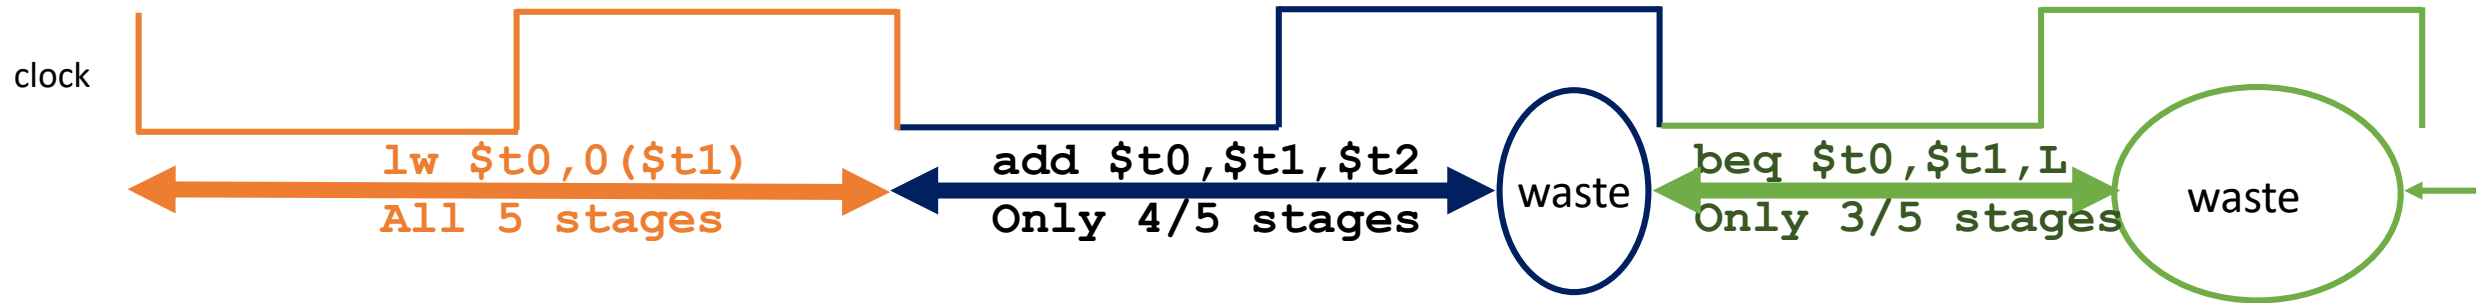 clock
lw $t0,0($t1)
All 5 stages
add $t0,$t1,$t2
Only 4/5 stages
waste
beq $t0,$t1,L
Only 3/5 stages
waste